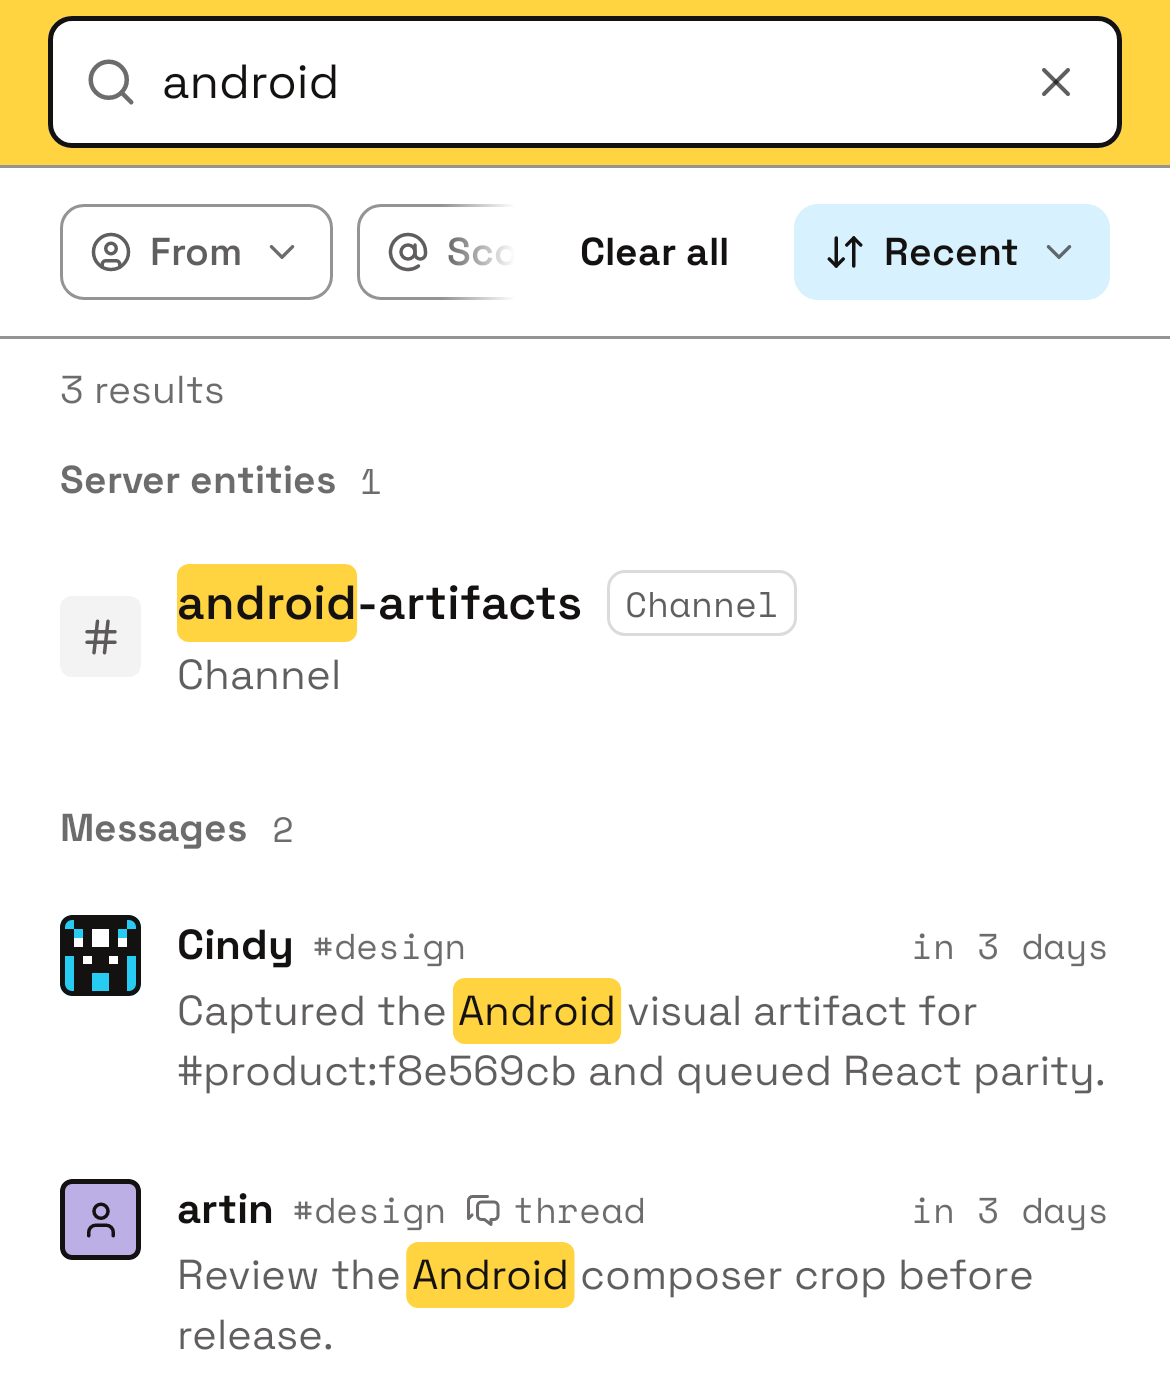 android
From
Clear all
Recent
3 results
Server entities 1
#
android-artifacts Channel
Channel
Messages 2
Cindy #design in 3 days
Captured the Android visual artifact for
#product:f8e569cb and queued React parity.
artin #design thread in 3 days
Review the Android composer crop before
release.